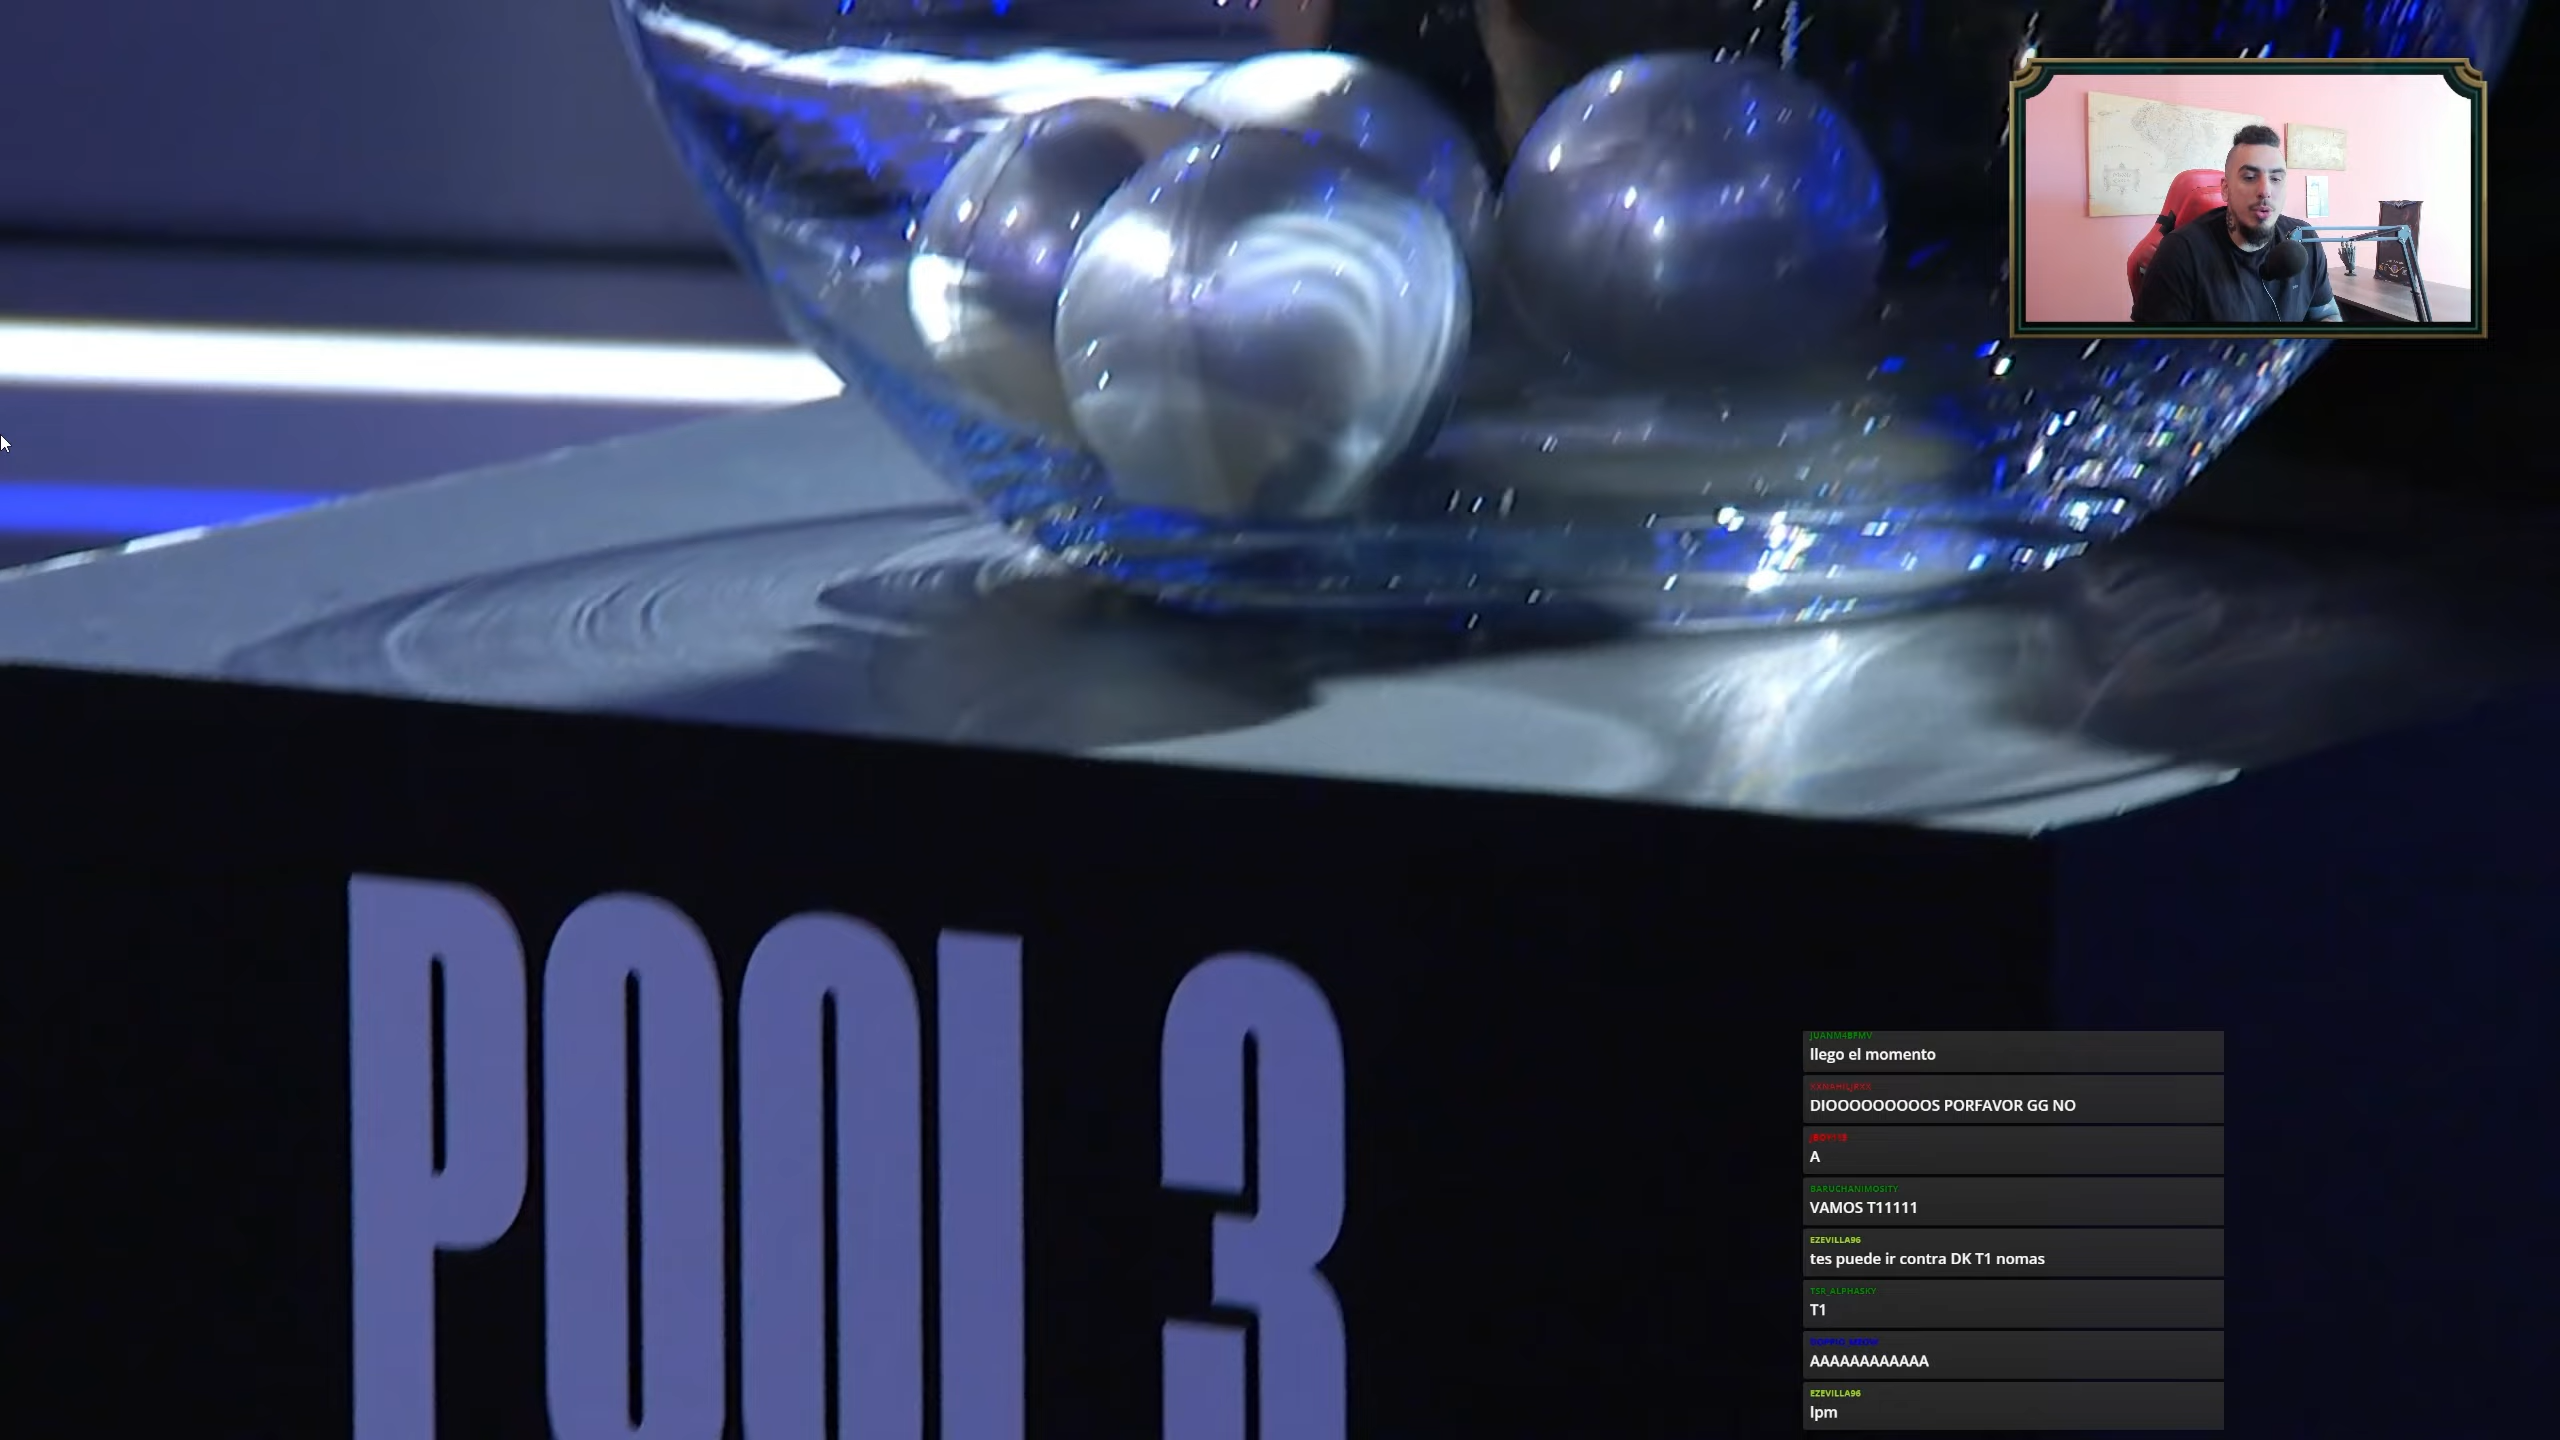 POOL 3
llego el momento
DIOOOOOOOOOS PORFAVOR GG NO
A
BARUCHANIMOSITY
VAMOS T11111
EZEVILLA96
tes puede ir contra DK T1 nomas
TSR_ALPHASKY
T1
AAAAAAAAAAAA
EZEVILLA96
lpm